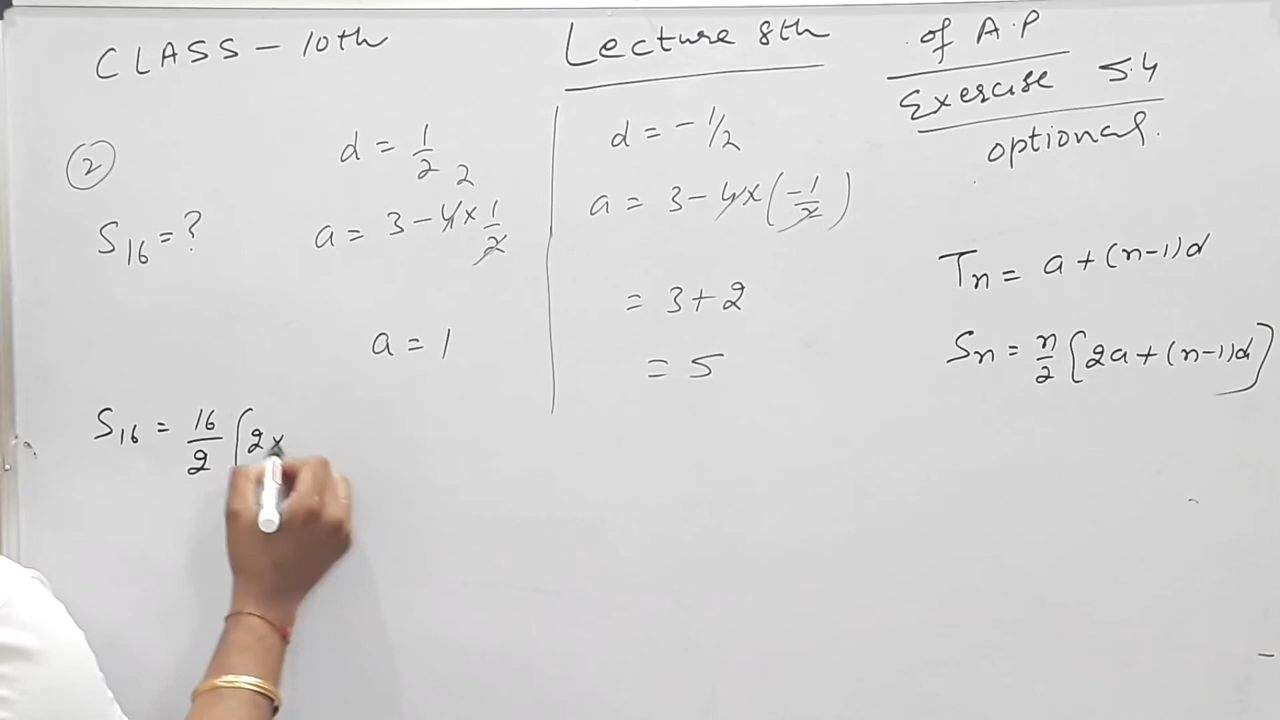 CLASS - 10th
Lecture 8th
of A.P
Exercise 5.4
optional.
②
S₁₆ = ?
d = 1/2
a = 3 - 4 × 1/2
2
a = 1
d = -1/2
a = 3 - 4 × (-1/2)
= 3 + 2
= 5
Tn = a + (n-1)d
Sn = n/2 [2a + (n-1)d]
S₁₆ = 16/2 [2×